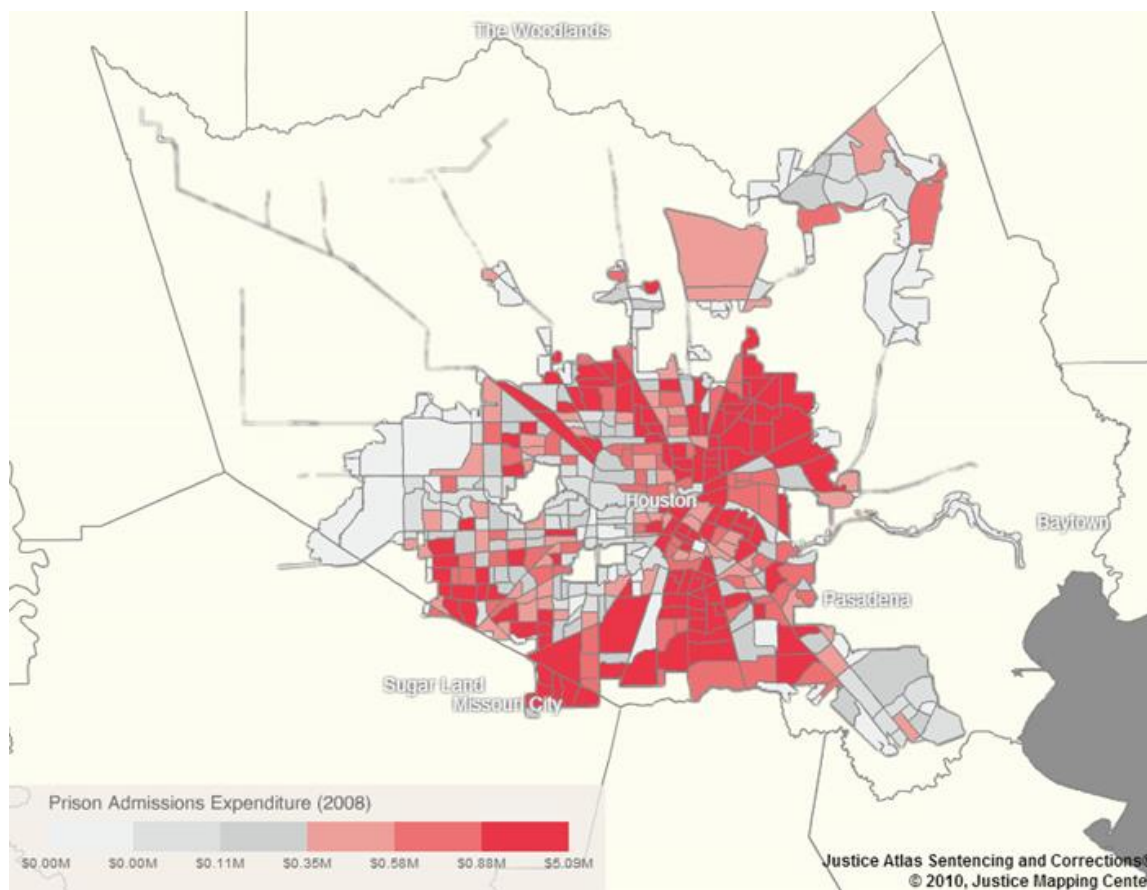 The Woodlands
Houston
Baytown
Pasadena
Sugar Land
Missouri City
Prison Admissions Expenditure (2008)
$0.00M $0.00M $0.11M $0.35M $0.58M $0.88M $5.09M
Justice Atlas Sentencing and Corrections©
© 2010, Justice Mapping Cente